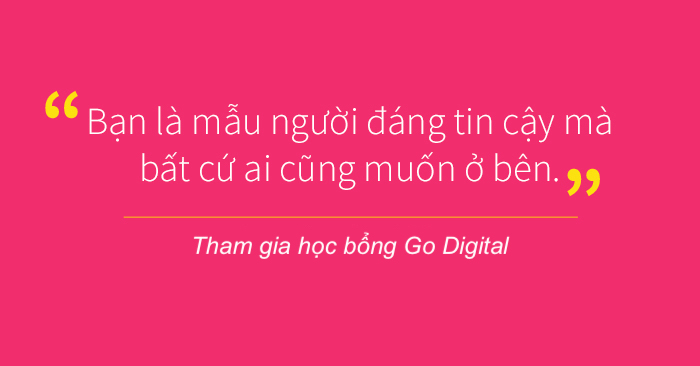 “Bạn là mẫu người đáng tin cậy mà
bất cứ ai cũng muốn ở bên.”
Tham gia học bổng Go Digital